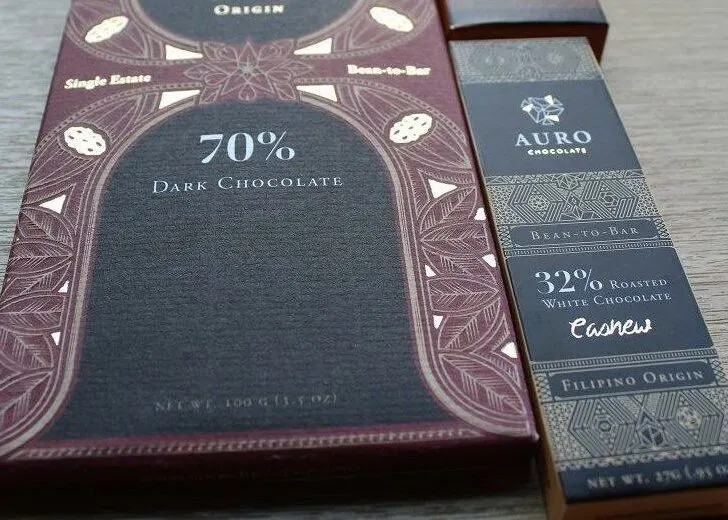 ORIGIN
Single Estate
Bean-to-Bar
70%
DARK CHOCOLATE
NET WT. 100 G (3.5 OZ)
AURO
CHOCOLATE
BEAN-TO-BAR
32% ROASTED
WHITE CHOCOLATE
Cashew
FILIPINO ORIGIN
NET WT. 27G (.95 OZ